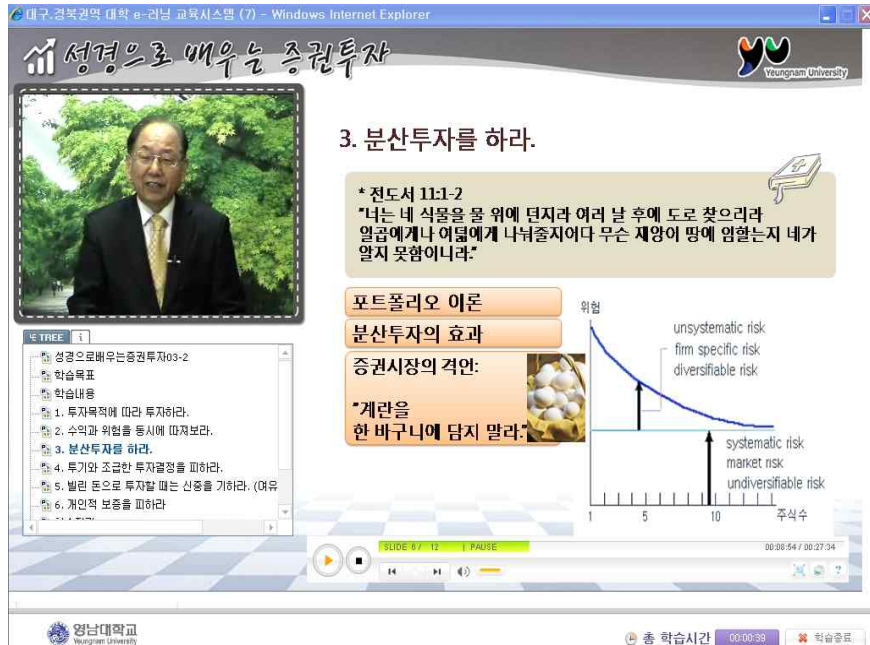 대구.경북권역 대학 e-러닝 교육시스템 (7) - Windows Internet Explorer
성경으로 배우는 증권투자
Yeungnam University
3. 분산투자를 하라.
* 전도서 11:1-2
"너는 네 식물을 물 위에 던지라 여러 날 후에 도로 찾으리라
일곱에게나 여덟에게 나눠줄지어다 무슨 재앙이 땅에 임할는지 네가
알지 못함이니라."
포트폴리오 이론
분산투자의 효과
증권시장의 격언:
"계란을
한 바구니에 담지 말라."
위험
unsystematic risk
firm specific risk
diversifiable risk
systematic risk
market risk
undiversifiable risk
1 5 10 주식수
TREE i
성경으로배우는증권투자03-2
학습목표
학습내용
1. 투자목적에 따라 투자하라.
2. 수익과 위험을 동시에 따져보라.
3. 분산투자를 하라.
4. 투기와 조급한 투자결정을 피하라.
5. 빌린 돈으로 투자할 때는 신중을 기하라. (여유
6. 개인적 보증을 피하라
SLIDE 6 / 12 | PAUSE
00:08:54 / 00:27:34
영남대학교
Yeungnam University
총 학습시간 00:00:39 학습종료